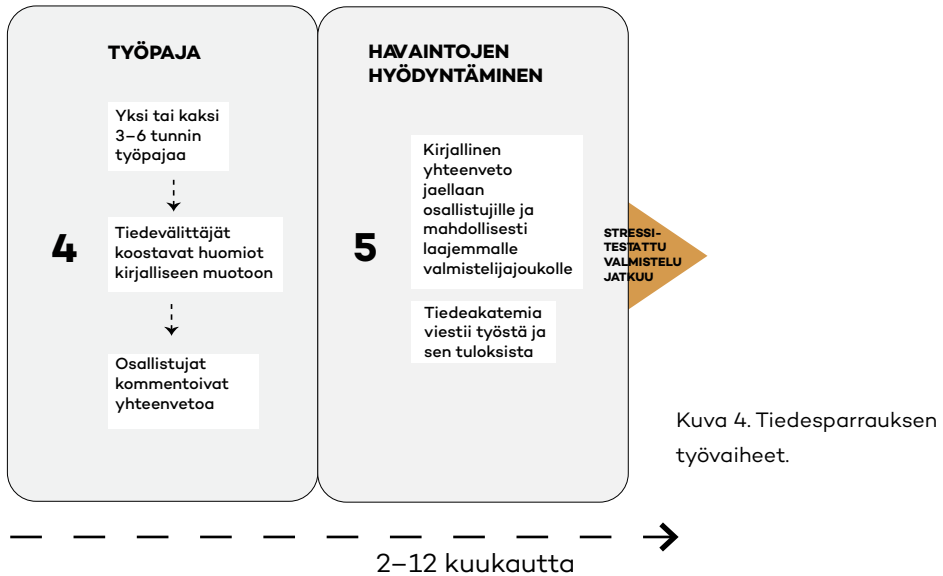 TYÖPAJA
Yksi tai kaksi
3–6 tunnin
työpajaa
4
Tiedevälittäjät
koostavat huomiot
kirjalliseen muotoon
Osallistujat
kommentoivat
yhteenvetoa
HAVAINTOJEN
HYÖDYNTÄMINEN
5
Kirjallinen
yhteenveto
jaellaan
osallistujille ja
mahdollisesti
laajemmalle
valmistelijajoukolle
Tiedeakatemia
viestii työstä ja
sen tuloksista
STRESSI-
TESTATTU
VALMISTELU
JATKUU
Kuva 4. Tiedesparrauksen
työvaiheet.
2–12 kuukautta